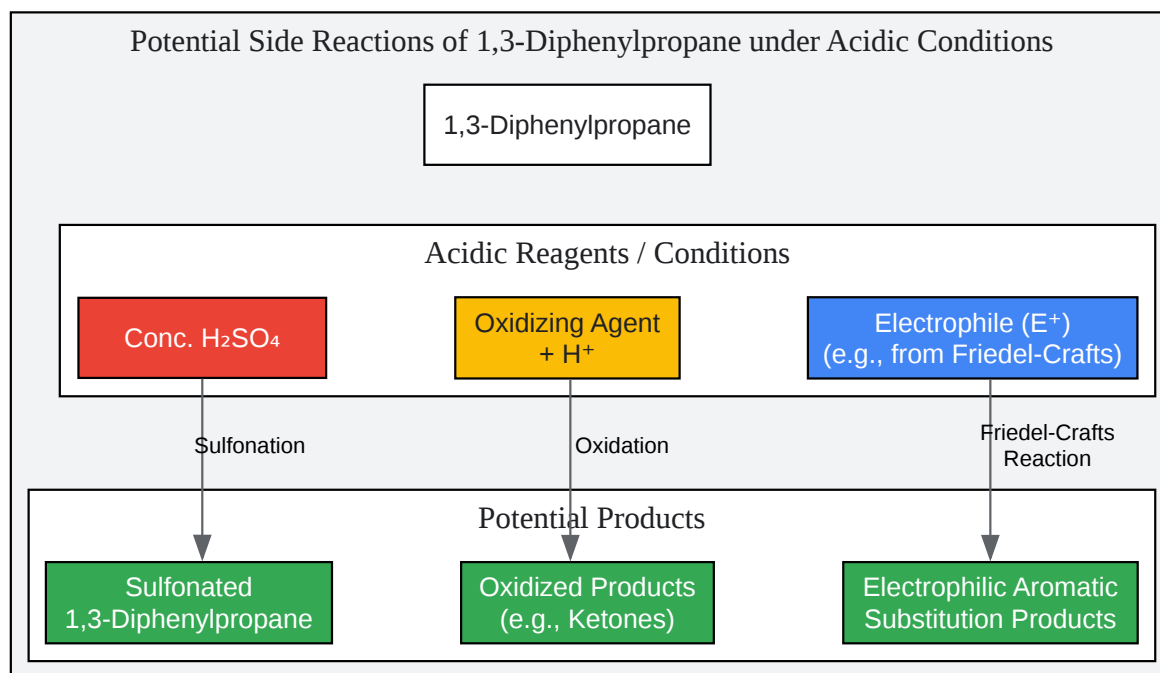 Potential Side Reactions of 1,3-Diphenylpropane under Acidic Conditions
1,3-Diphenylpropane
Acidic Reagents / Conditions
Conc. H₂SO₄
Oxidizing Agent
+ H⁺
Electrophile (E⁺)
(e.g., from Friedel-Crafts)
Sulfonation
Oxidation
Friedel-Crafts
Reaction
Potential Products
Sulfonated
1,3-Diphenylpropane
Oxidized Products
(e.g., Ketones)
Electrophilic Aromatic
Substitution Products